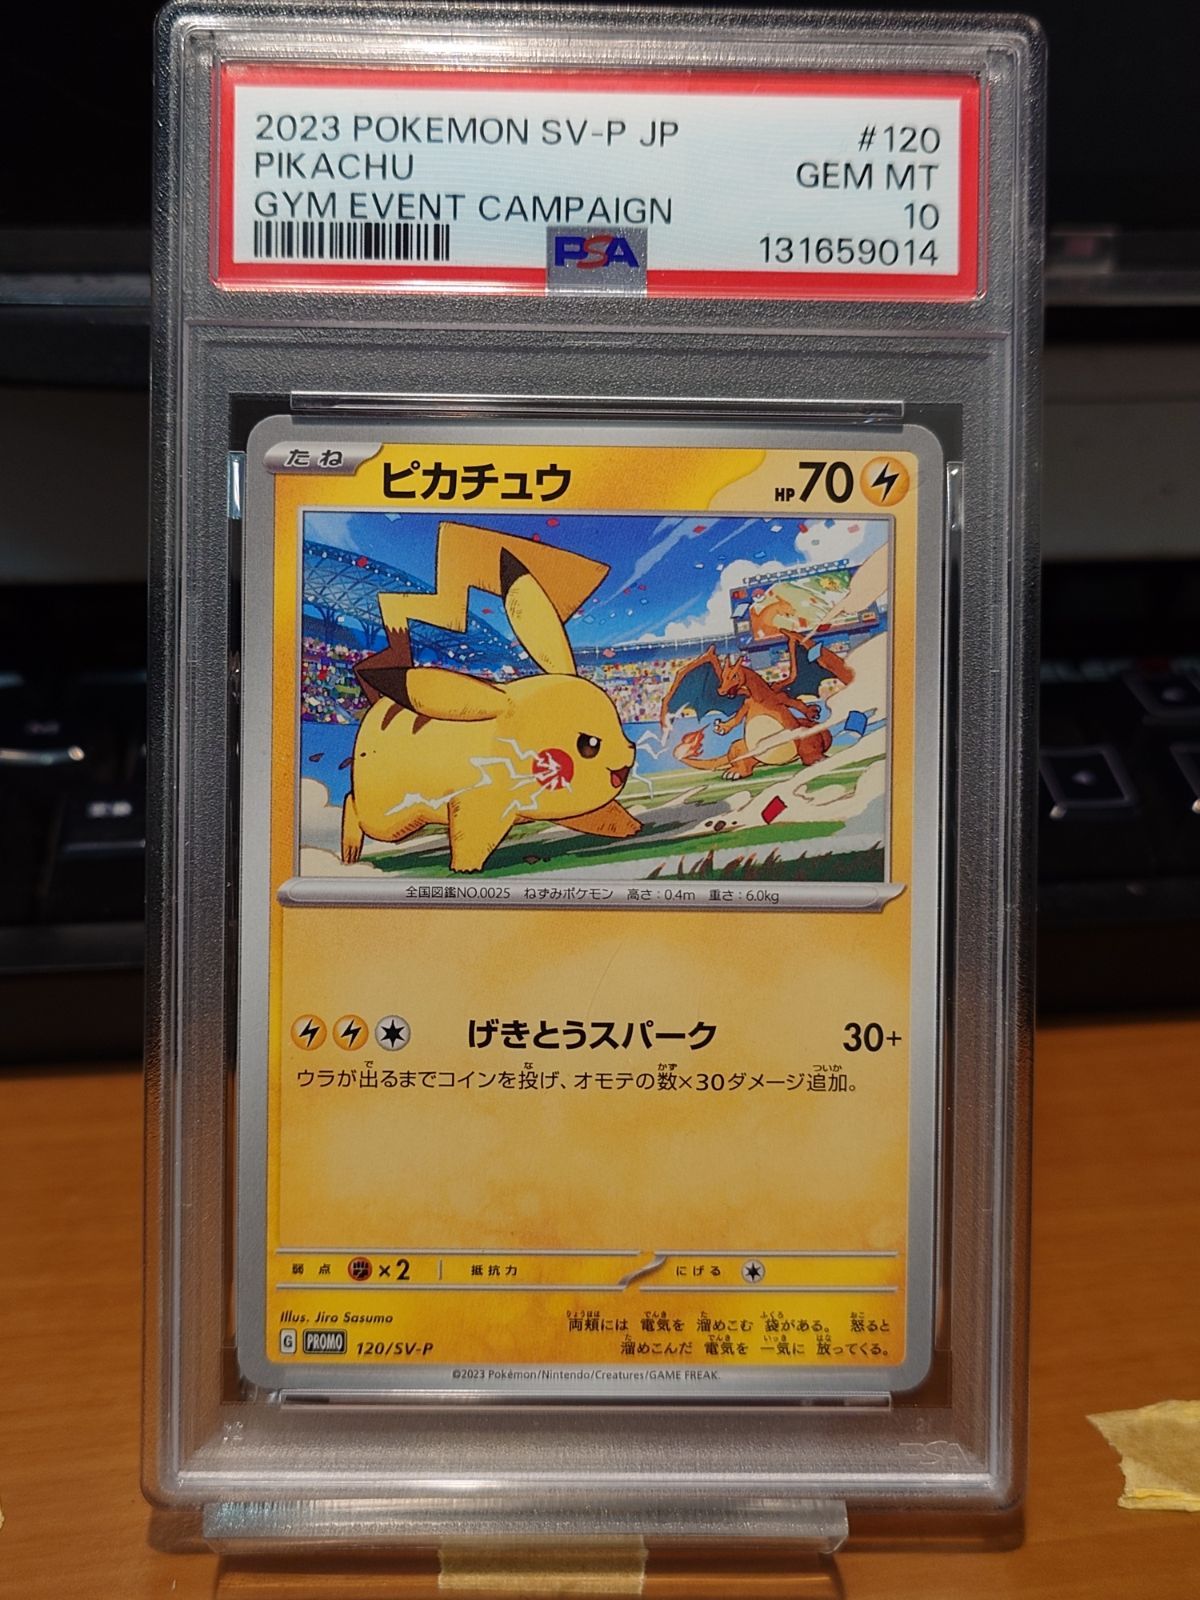 2023 POKEMON SV-P JP #120
PIKACHU GEM MT
GYM EVENT CAMPAIGN 10
PSA 131659014
たね ピカチュウ HP70
全国図鑑NO.0025 ねずみポケモン 高さ:0.4m 重さ:6.0kg
げきとうスパーク 30+
ウラが出るまでコインを投げ、オモテの数×30ダメージ追加。
弱点 ×2 抵抗力 にげる
Illus. Jiro Sasumo
両頬には 電気を 溜めこむ 袋がある。 怒ると
溜めこんだ 電気を 一気に 放ってくる。
G PROMO 120/SV-P
©2023 Pokémon/Nintendo/Creatures/GAME FREAK.
PSA